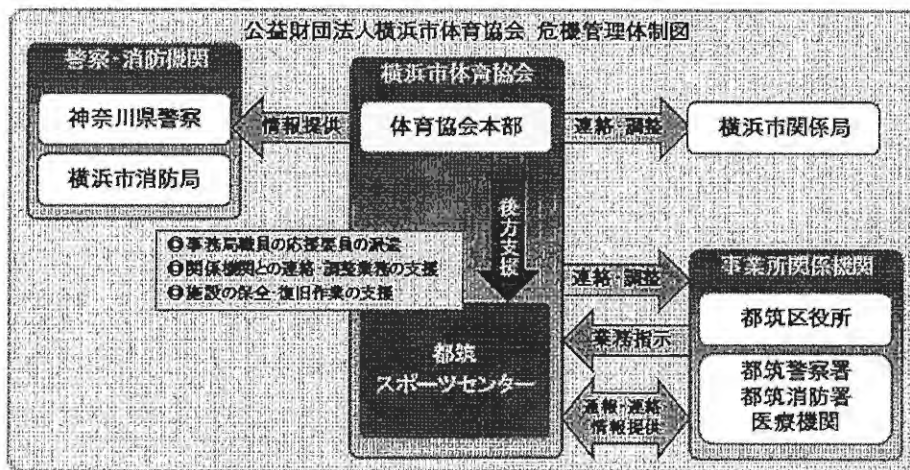 公益財団法人横浜市体育協会 危機管理体制図
警察・消防機関
神奈川県警察
横浜市消防局
情報提供
横浜市体育協会
体育協会本部
連絡・調整
横浜市関係局
後方支援
❶事務局職員の応援要員の派遣
❷関係機関との連絡・調整業務の支援
❸施設の保全・復旧作業の支援
都筑
スポーツセンター
連絡・調整
業務指示
通報・連絡
情報提供
事業所関係機関
都筑区役所
都筑警察署
都筑消防署
医療機関